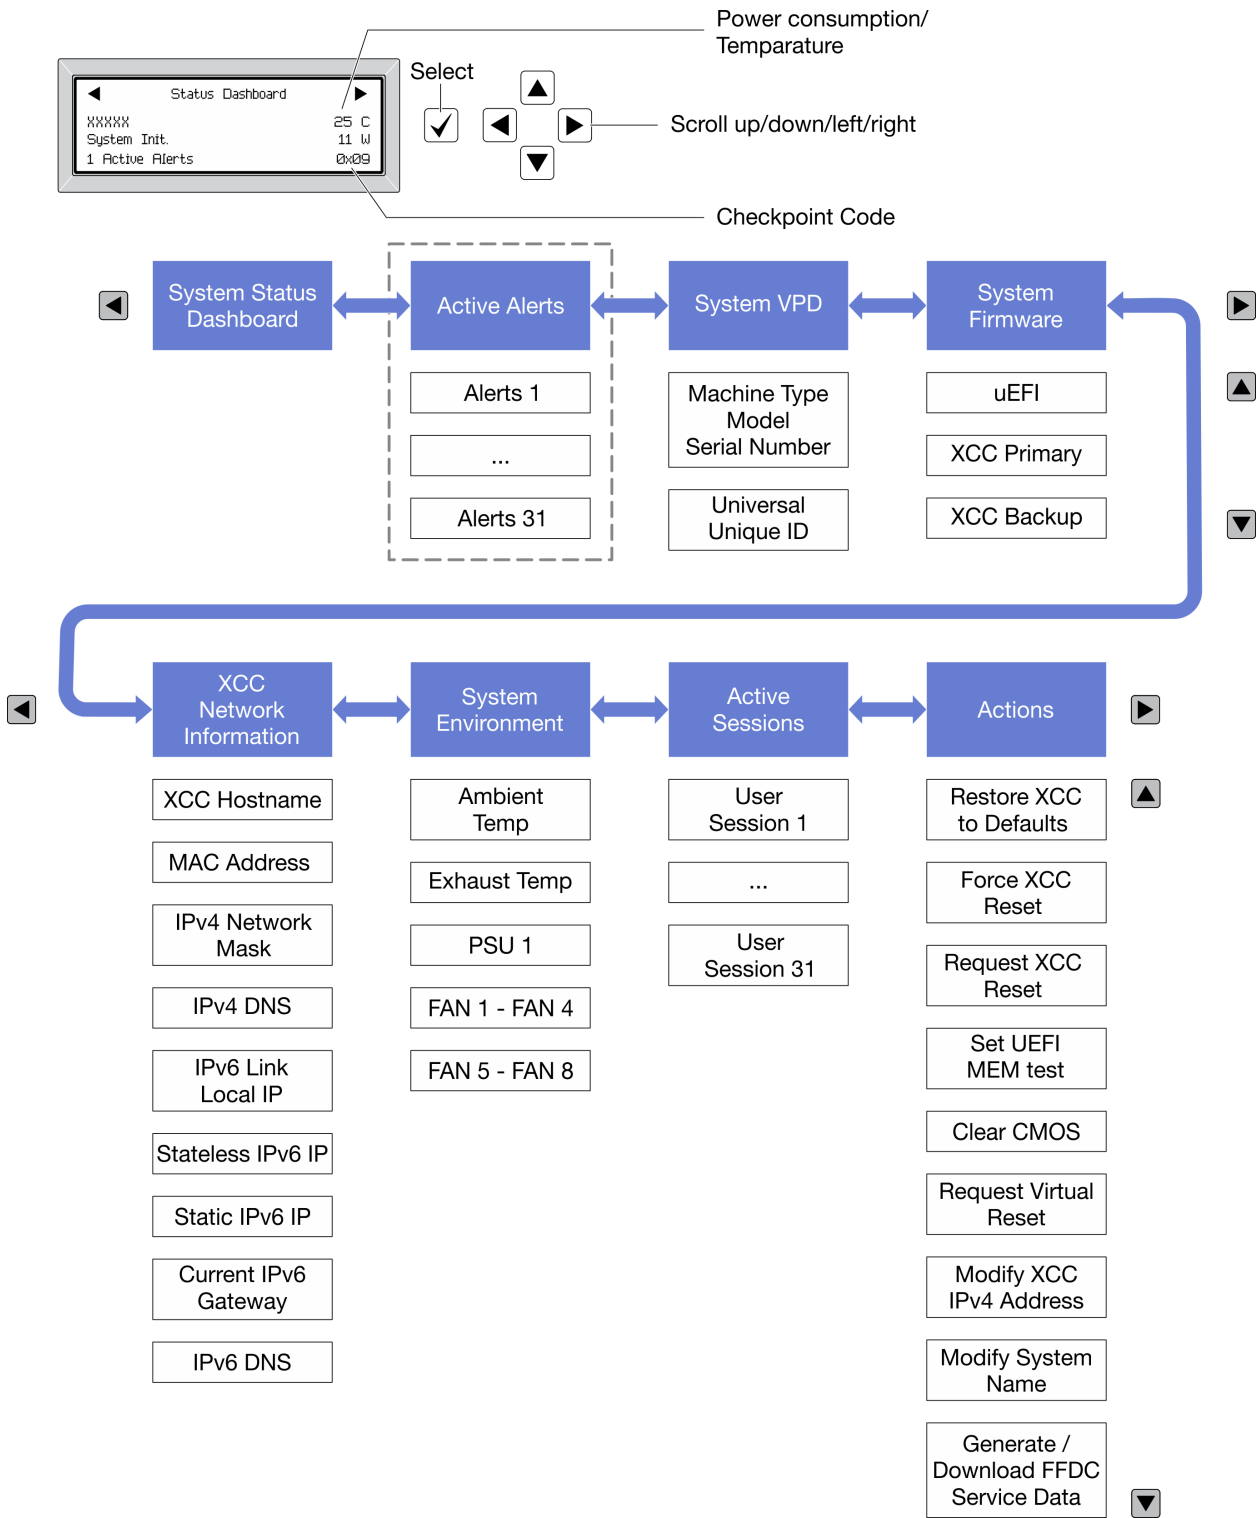 Power consumption/
Temparature
Select
Status Dashboard
XXXXX 25 C
System Init. 11 W
1 Active Alerts 0x09
Scroll up/down/left/right
Checkpoint Code
System Status
Dashboard
Active Alerts
System VPD
System
Firmware
Alerts 1
...
Alerts 31
Machine Type
Model
Serial Number
Universal
Unique ID
uEFI
XCC Primary
XCC Backup
XCC
Network
Information
System
Environment
Active
Sessions
Actions
XCC Hostname
MAC Address
IPv4 Network
Mask
IPv4 DNS
IPv6 Link
Local IP
Stateless IPv6 IP
Static IPv6 IP
Current IPv6
Gateway
IPv6 DNS
Ambient
Temp
Exhaust Temp
PSU 1
FAN 1 - FAN 4
FAN 5 - FAN 8
User
Session 1
...
User
Session 31
Restore XCC
to Defaults
Force XCC
Reset
Request XCC
Reset
Set UEFI
MEM test
Clear CMOS
Request Virtual
Reset
Modify XCC
IPv4 Address
Modify System
Name
Generate /
Download FFDC
Service Data